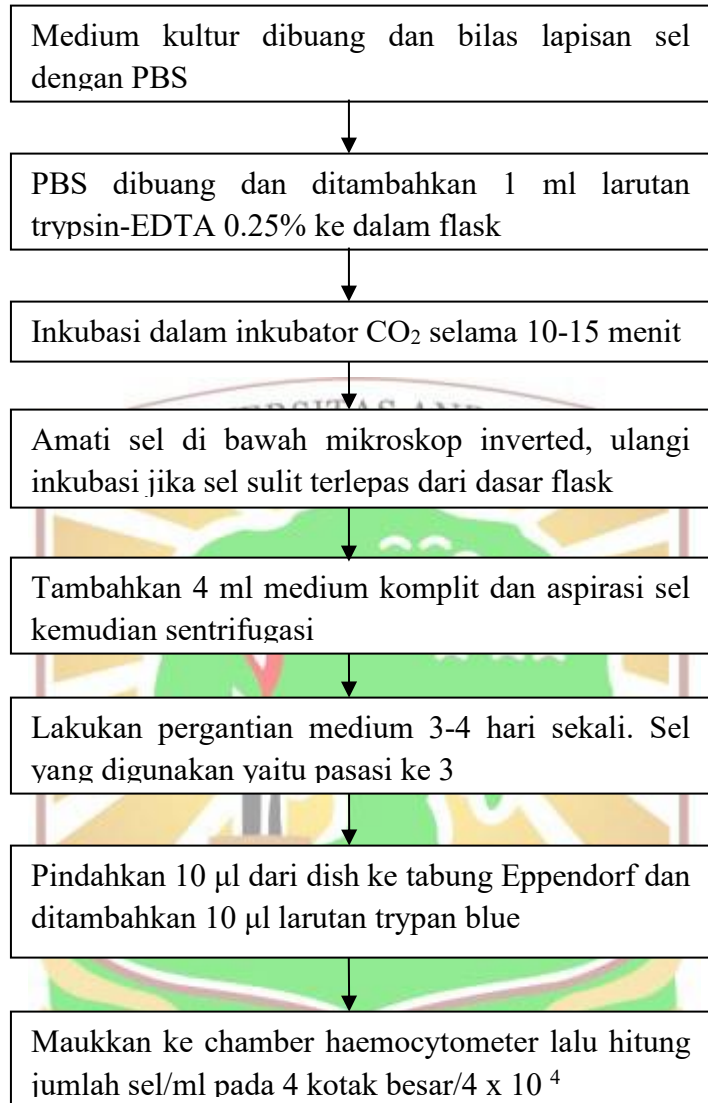 Medium kultur dibuang dan bilas lapisan sel
dengan PBS
PBS dibuang dan ditambahkan 1 ml larutan
trypsin-EDTA 0.25% ke dalam flask
Inkubasi dalam inkubator CO₂ selama 10-15 menit
Amati sel di bawah mikroskop inverted, ulangi
inkubasi jika sel sulit terlepas dari dasar flask
Tambahkan 4 ml medium komplit dan aspirasi sel
kemudian sentrifugasi
Lakukan pergantian medium 3-4 hari sekali. Sel
yang digunakan yaitu pasasi ke 3
Pindahkan 10 µl dari dish ke tabung Eppendorf dan
ditambahkan 10 µl larutan trypan blue
Maukkan ke chamber haemocytometer lalu hitung
jumlah sel/ml pada 4 kotak besar/4 x 10 ⁴